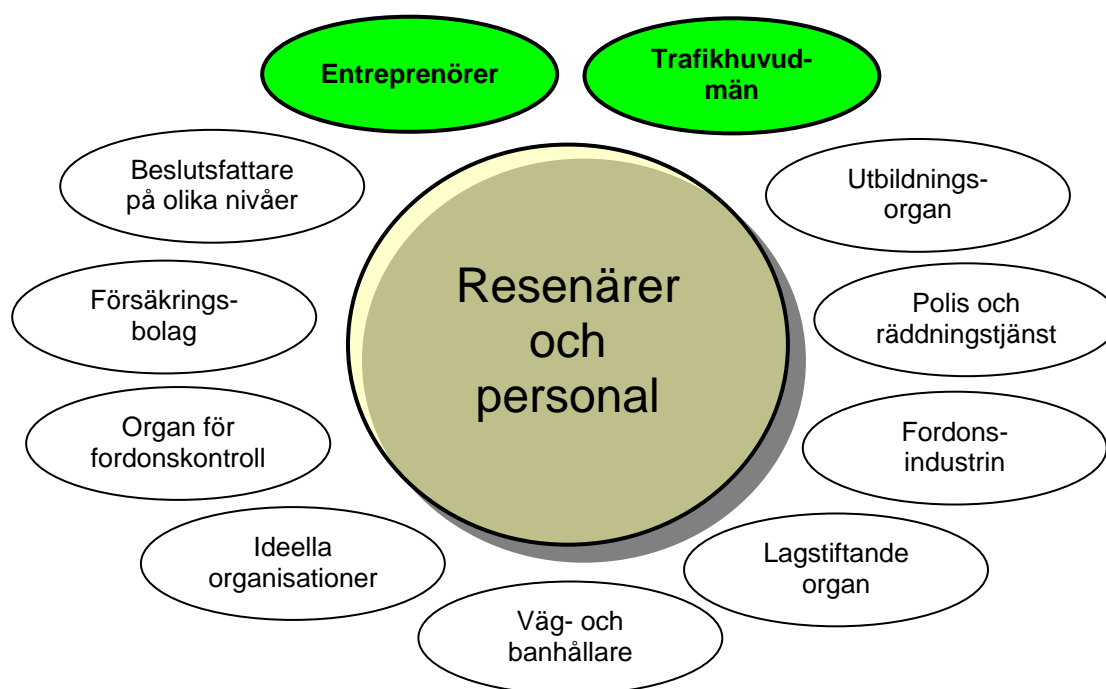 Entreprenörer
Trafikhuvud-
män
Beslutsfattare
på olika nivåer
Utbildnings-
organ
Försäkrings-
bolag
Resenärer
och
personal
Polis och
räddningstjänst
Organ för
fordonskontroll
Fordons-
industrin
Ideella
organisationer
Lagstiftande
organ
Väg- och
banhållare